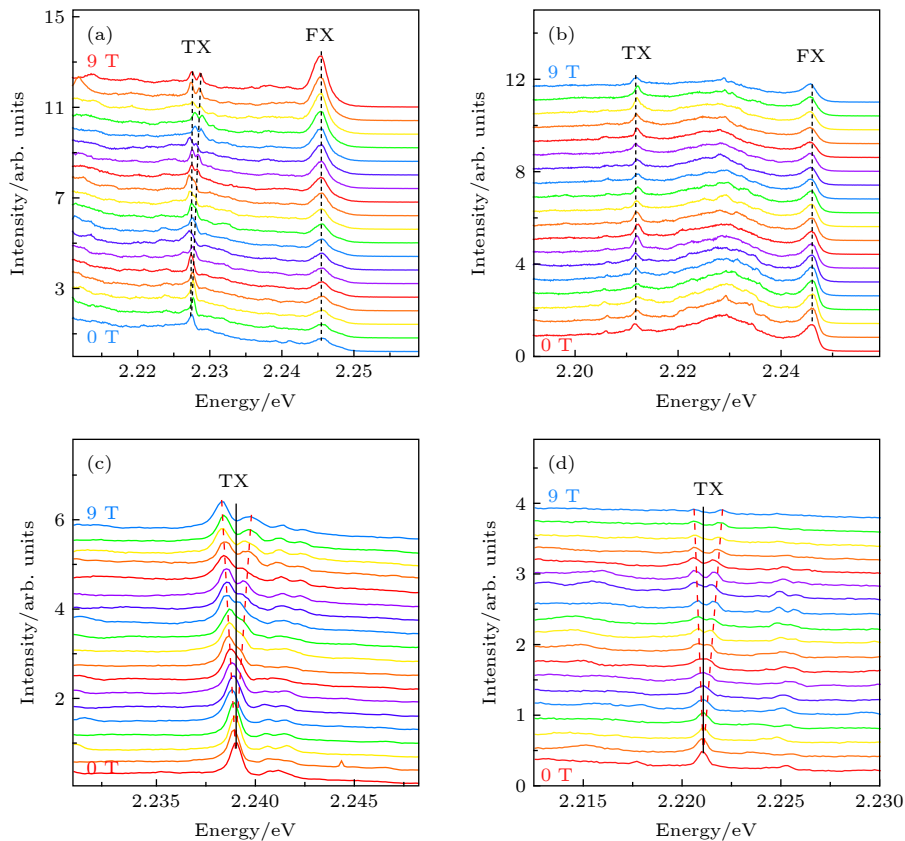 (a)
TX
FX
9 T
0 T
15
11
7
3
2.22
2.23
2.24
2.25
Energy/eV
Intensity/arb. units
(b)
TX
FX
9 T
0 T
12
8
4
0
2.20
2.22
2.24
Energy/eV
Intensity/arb. units
(c)
TX
9 T
0 T
6
4
2
2.235
2.240
2.245
Energy/eV
Intensity/arb. units
(d)
TX
9 T
0 T
4
3
2
1
0
2.215
2.220
2.225
2.230
Energy/eV
Intensity/arb. units